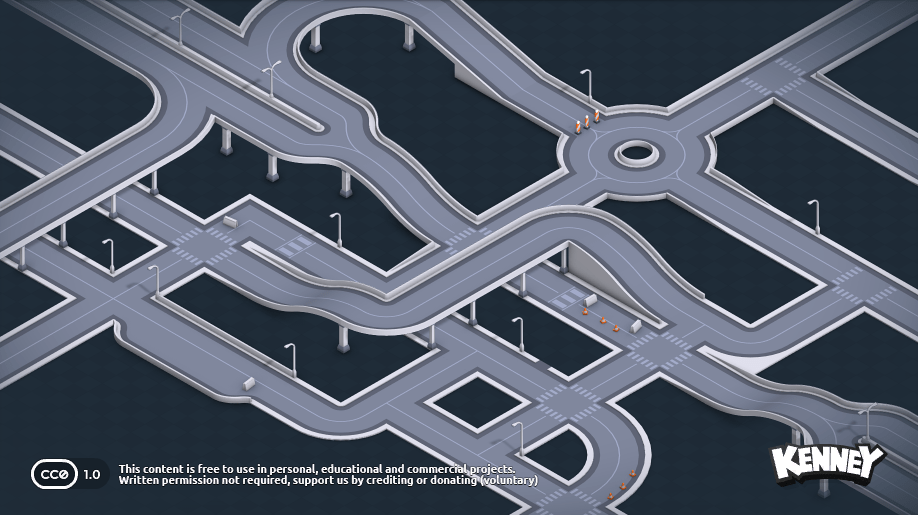 CC0 1.0
This content is free to use in personal, educational and commercial projects.
Written permission not required, support us by crediting or donating (voluntary)
KENNEY